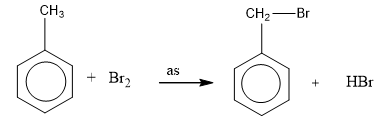 CH₃
CH₂—Br
+ Br₂
as
+ HBr